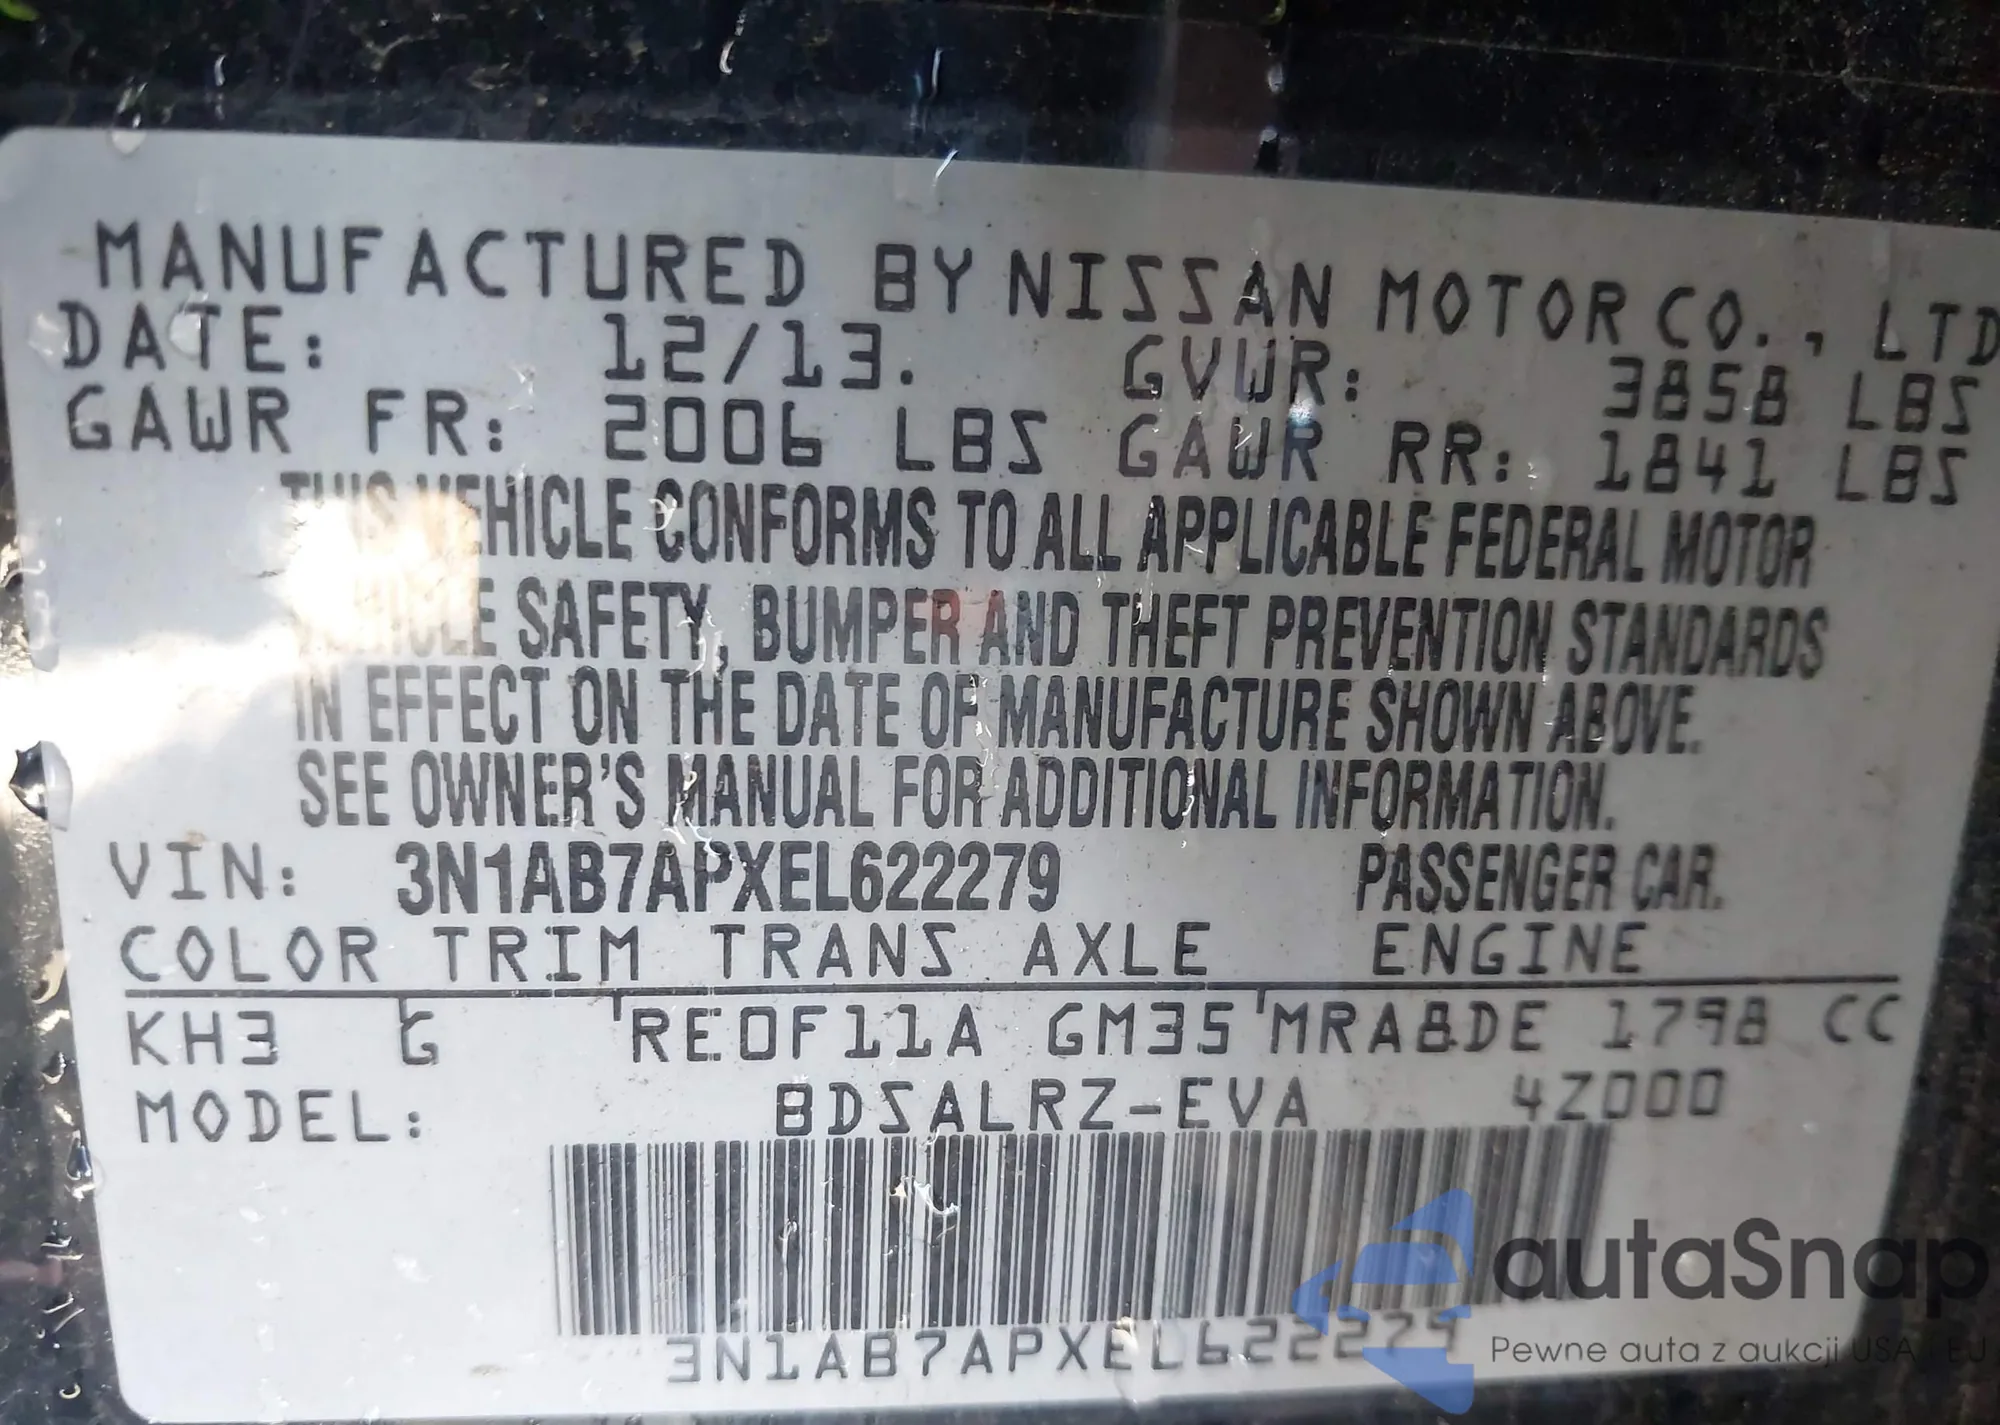 MANUFACTURED BY NISSAN MOTOR CO., LTD
DATE: 12/13. GVWR: 3858 LBS
GAWR FR: 2006 LBS GAWR RR: 1841 LBS
THIS VEHICLE CONFORMS TO ALL APPLICABLE FEDERAL MOTOR
VEHICLE SAFETY, BUMPER AND THEFT PREVENTION STANDARDS
IN EFFECT ON THE DATE OF MANUFACTURE SHOWN ABOVE.
SEE OWNER'S MANUAL FOR ADDITIONAL INFORMATION.
VIN: 3N1AB7APXEL622279 PASSENGER CAR.
COLOR TRIM TRANS AXLE ENGINE
KH3 G RE0F11A GM35 MRA8DE 1798 CC
MODEL: BDSALRZ-EVA 4Z000
3N1AB7APXEL622279
autaSnap
Pewne auta z aukcji USA i EU